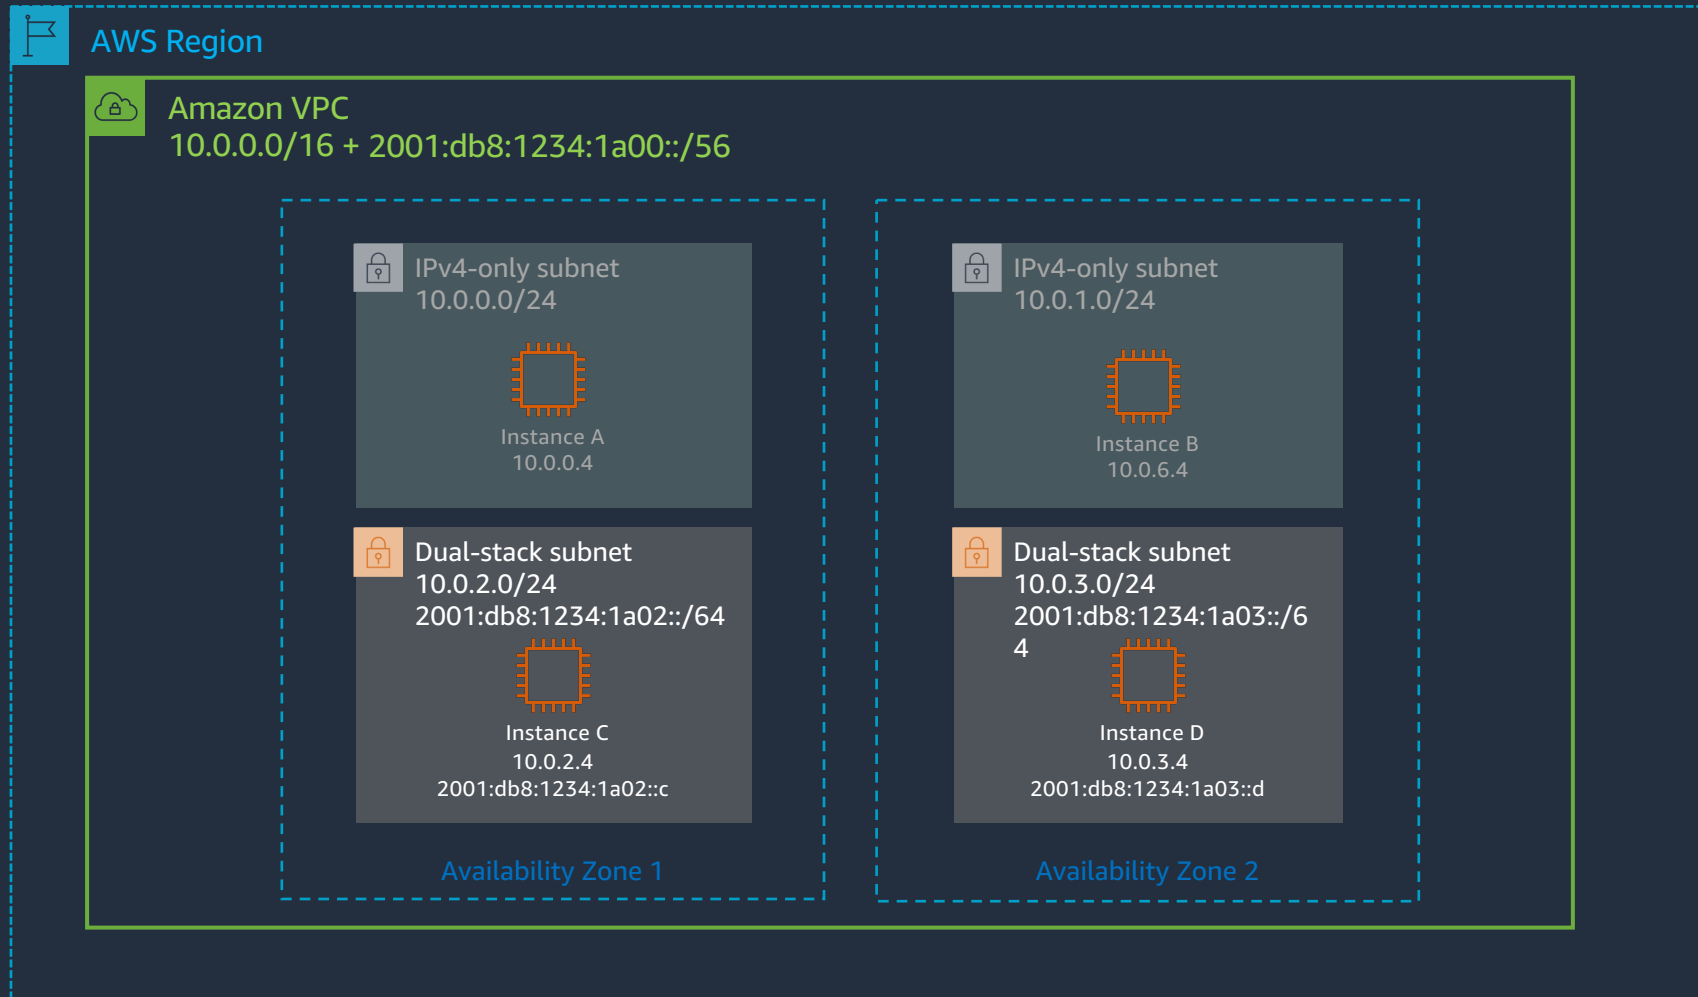 AWS Region
Amazon VPC
10.0.0.0/16 + 2001:db8:1234:1a00::/56
IPv4-only subnet
10.0.0.0/24
Instance A
10.0.0.4
IPv4-only subnet
10.0.1.0/24
Instance B
10.0.6.4
Dual-stack subnet
10.0.2.0/24
2001:db8:1234:1a02::/64
Instance C
10.0.2.4
2001:db8:1234:1a02::c
Dual-stack subnet
10.0.3.0/24
2001:db8:1234:1a03::/6
4
Instance D
10.0.3.4
2001:db8:1234:1a03::d
Availability Zone 1
Availability Zone 2